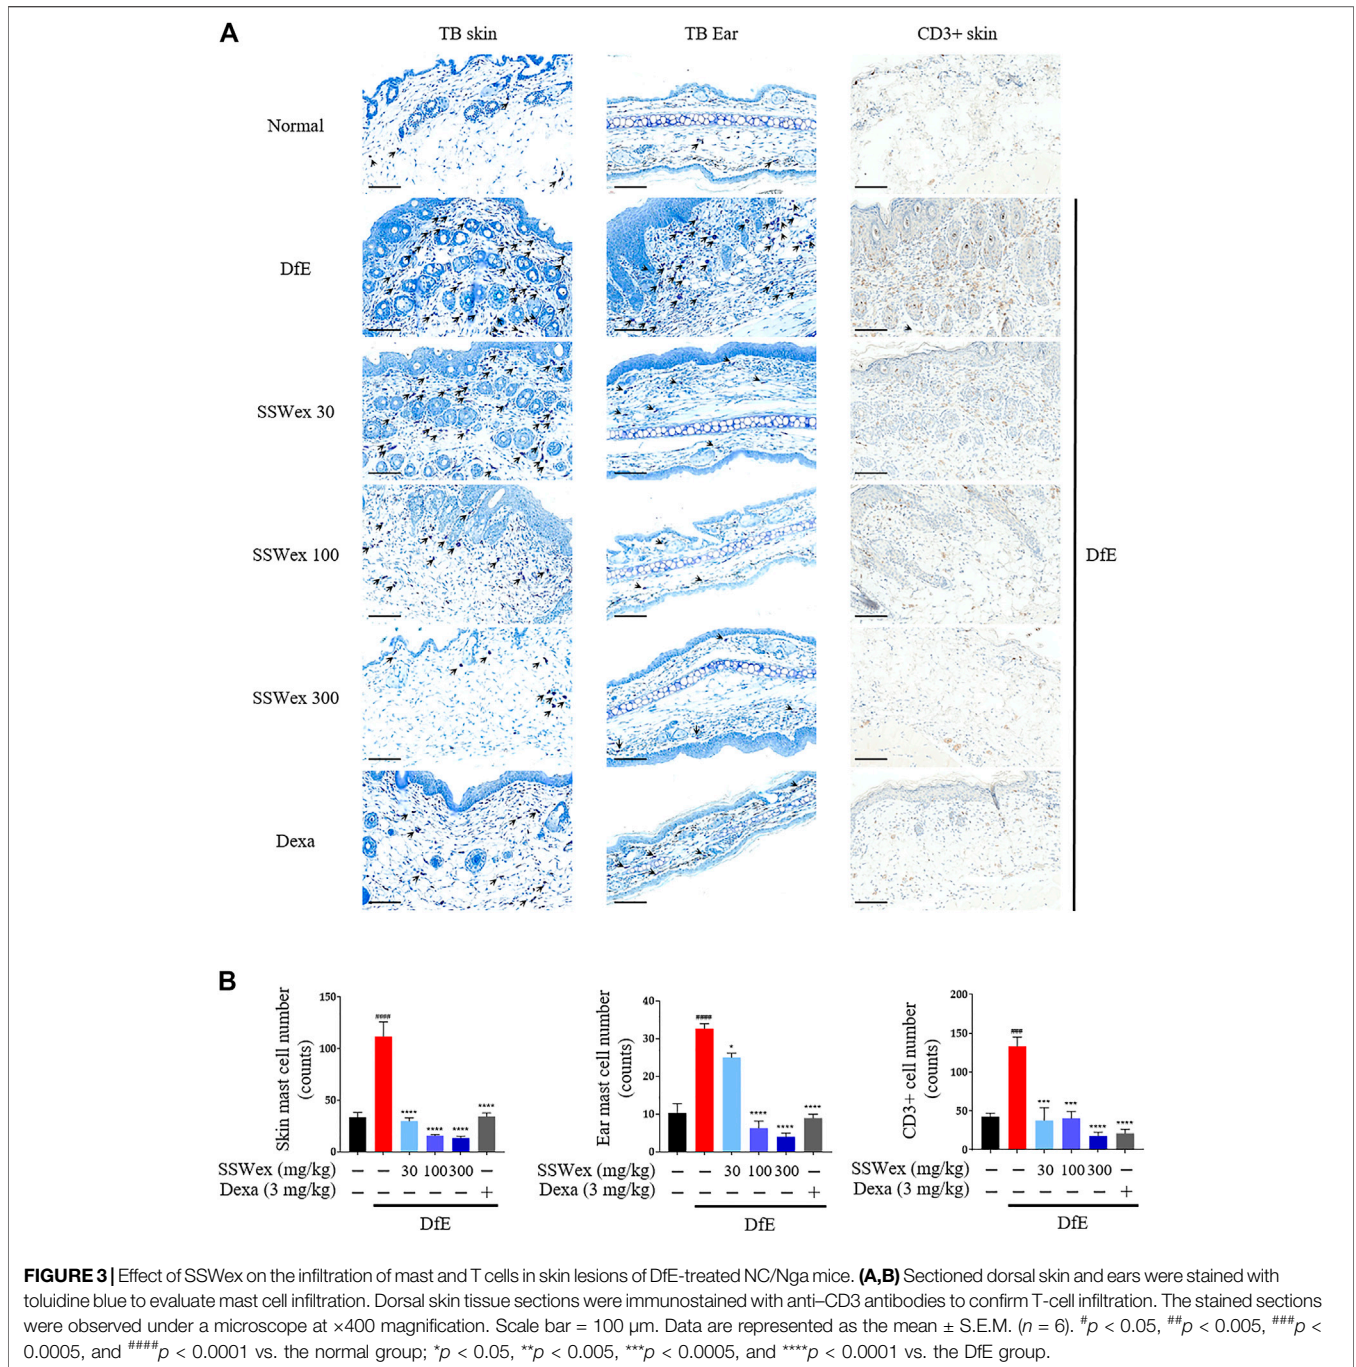 A
TB skin TB Ear CD3+ skin
Normal
DfE
SSWex 30
SSWex 100
SSWex 300
Dexa
DfE
B
Skin mast cell number
(counts)
150
100
50
0
####
****
****
****
****
SSWex (mg/kg) – – 30 100 300 –
Dexa (3 mg/kg) – – – – – +
DfE
Ear mast cell number
(counts)
40
30
20
10
0
####
*
****
****
****
SSWex (mg/kg) – – 30 100 300 –
Dexa (3 mg/kg) – – – – – +
DfE
CD3+ cell number
(counts)
200
150
100
50
0
###
***
***
****
****
SSWex (mg/kg) – – 30 100 300 –
Dexa (3 mg/kg) – – – – – +
DfE
FIGURE 3 | Effect of SSWex on the infiltration of mast and T cells in skin lesions of DfE-treated NC/Nga mice. (A,B) Sectioned dorsal skin and ears were stained with
toluidine blue to evaluate mast cell infiltration. Dorsal skin tissue sections were immunostained with anti–CD3 antibodies to confirm T-cell infiltration. The stained sections
were observed under a microscope at ×400 magnification. Scale bar = 100 μm. Data are represented as the mean ± S.E.M. (n = 6). #p < 0.05, ##p < 0.005, ###p <
0.0005, and ####p < 0.0001 vs. the normal group; *p < 0.05, **p < 0.005, ***p < 0.0005, and ****p < 0.0001 vs. the DfE group.